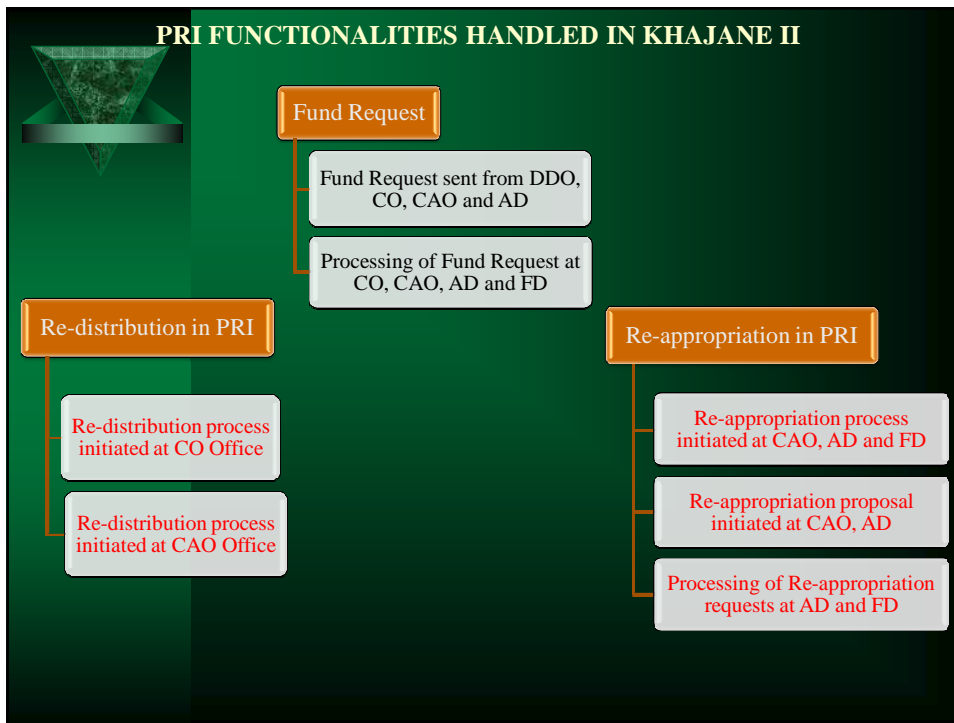 PRI FUNCTIONALITIES HANDLED IN KHAJANE II
Fund Request
Fund Request sent from DDO,
CO, CAO and AD
Processing of Fund Request at
CO, CAO, AD and FD
Re-distribution in PRI
Re-distribution process
initiated at CO Office
Re-distribution process
initiated at CAO Office
Re-appropriation in PRI
Re-appropriation process
initiated at CAO, AD and FD
Re-appropriation proposal
initiated at CAO, AD
Processing of Re-appropriation
requests at AD and FD